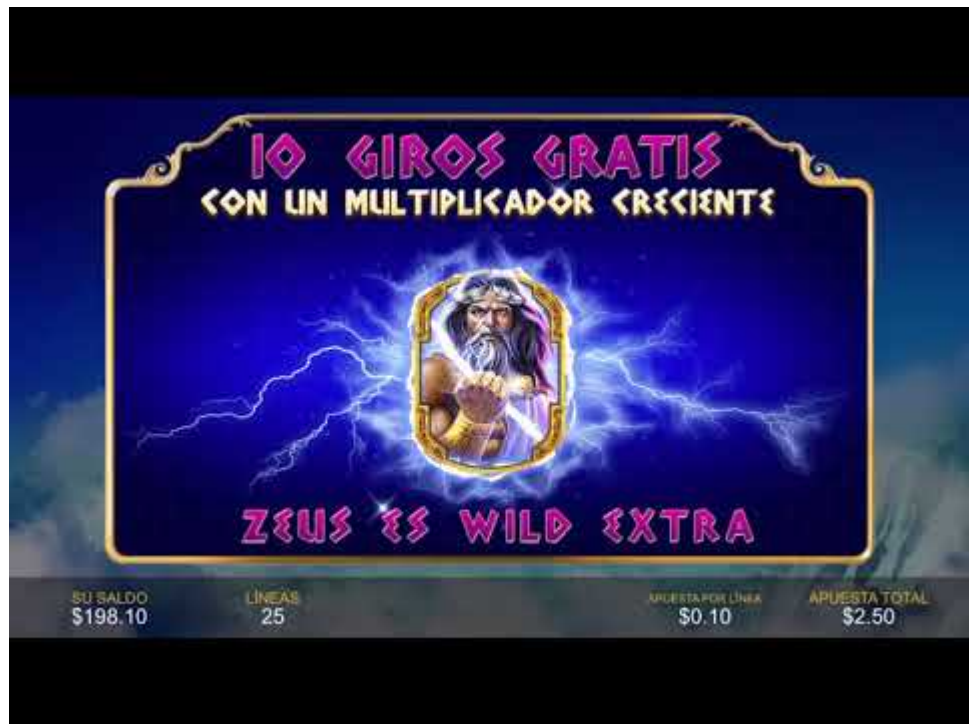 10 GIROS GRATIS
CON UN MULTIPLICADOR CRECIENTE
ZEUS ES WILD EXTRA
SU SALDO LÍNEAS APUESTA POR LÍNEA APUESTA TOTAL
$198.10 25 $0.10 $2.50